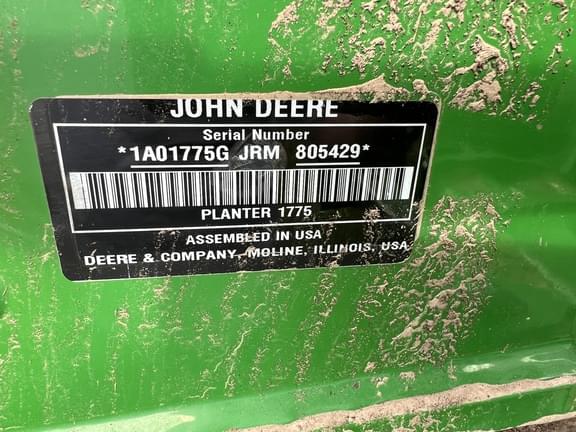 JOHN DEERE
Serial Number
*1A01775G JRM 805429*
PLANTER 1775
ASSEMBLED IN USA
DEERE & COMPANY, MOLINE, ILLINOIS, USA